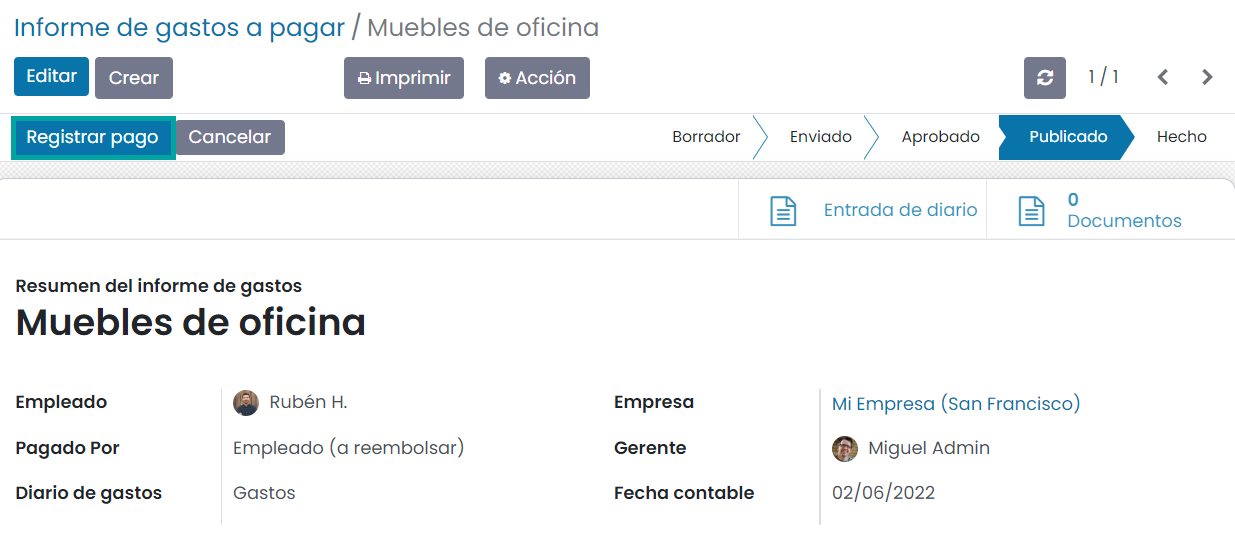 Informe de gastos a pagar / Muebles de oficina
Editar Crear Imprimir Acción 1 / 1
Registrar pago Cancelar Borrador Enviado Aprobado Publicado Hecho
Entrada de diario 0 Documentos
Resumen del informe de gastos
Muebles de oficina
Empleado Rubén H. Empresa Mi Empresa (San Francisco)
Pagado Por Empleado (a reembolsar) Gerente Miguel Admin
Diario de gastos Gastos Fecha contable 02/06/2022